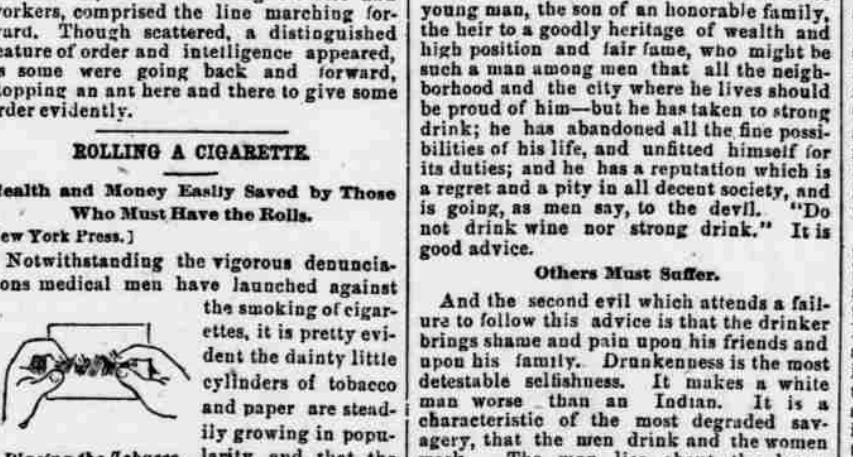 workers, comprised the line marching for-
ward. Though scattered, a distinguished
feature of order and intelligence appeared,
as some were going back and forward,
stopping an ant here and there to give some
order evidently.
ROLLING A CIGARETTE
Health and Money Easily Saved by Those
Who Must Have the Rolls.
New York Press.]
Notwithstanding the vigorous denuncia-
ons medical men have launched against
the smoking of cigar-
ettes, it is pretty evi-
dent the dainty little
cylinders of tobacco
and paper are stead-
ily growing in popu-
larity and that the
Placing the Tobacco
young man, the son of an honorable family,
the heir to a goodly heritage of wealth and
high position and fair fame, who might be
such a man among men that all the neigh-
borhood and the city where he lives should
be proud of him—but he has taken to strong
drink; he has abandoned all the fine possi-
bilities of his life, and unfitted himself for
its duties; and he has a reputation which is
a regret and a pity in all decent society, and
is going, as men say, to the devil. "Do
not drink wine nor strong drink." It is
good advice.
Others Must Suffer.
And the second evil which attends a fail-
ure to follow this advice is that the drinker
brings shame and pain upon his friends and
upon his family. Drunkenness is the most
detestable selfishness. It makes a white
man worse than an Indian. It is a
characteristic of the most degraded sav-
agery, that the men drink and the women